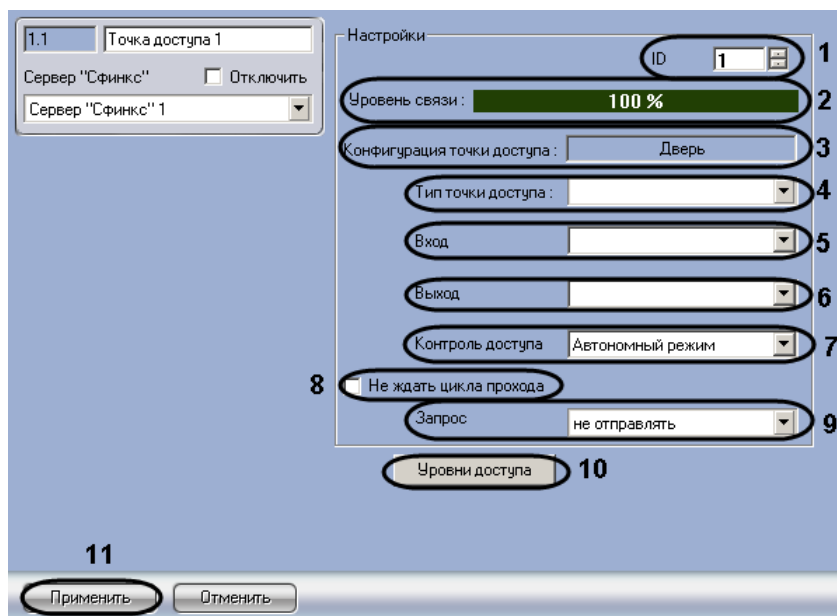 1.1 Точка доступа 1
Сервер "Сфинкс" Отключить
Сервер "Сфинкс" 1
Настройки
ID 1 1
Уровень связи : 100 % 2
Конфигурация точки доступа : Дверь 3
Тип точки доступа : 4
Вход 5
Выход 6
Контроль доступа Автономный режим 7
8 Не ждать цикла прохода
Запрос не отправлять 9
Уровни доступа 10
11
Применить Отменить